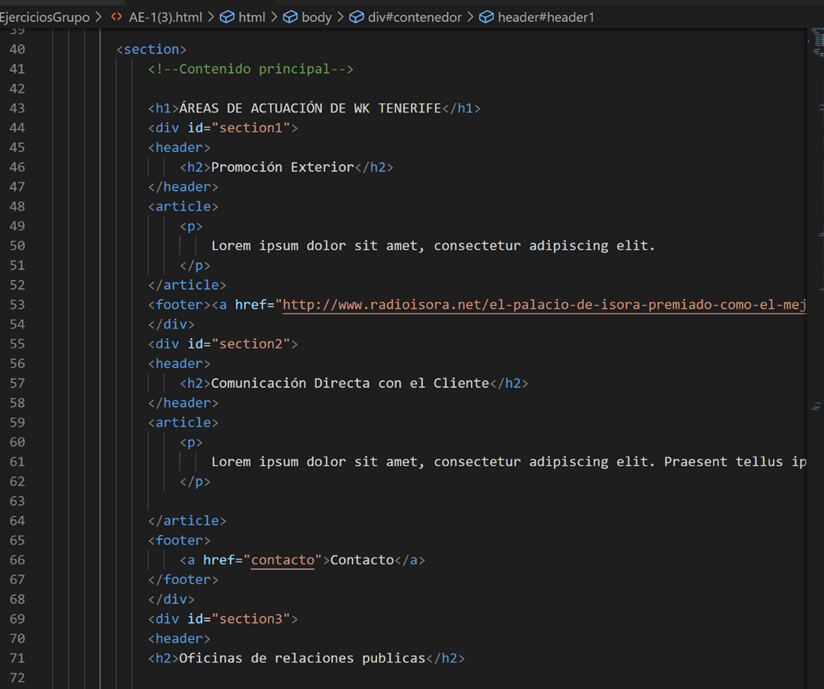 EjerciciosGrupo > <> AE-1(3).html > html > body > div#contenedor > header#header1
39
40 <section>
41 <!--Contenido principal-->
42
43 <h1>ÁREAS DE ACTUACIÓN DE WK TENERIFE</h1>
44 <div id="section1">
45 <header>
46 <h2>Promoción Exterior</h2>
47 </header>
48 <article>
49 <p>
50 Lorem ipsum dolor sit amet, consectetur adipiscing elit.
51 </p>
52 </article>
53 <footer><a href="http://www.radioisora.net/el-palacio-de-isora-premiado-como-el-mej
54 </div>
55 <div id="section2">
56 <header>
57 <h2>Comunicación Directa con el Cliente</h2>
58 </header>
59 <article>
60 <p>
61 Lorem ipsum dolor sit amet, consectetur adipiscing elit. Praesent tellus ip
62 </p>
63
64 </article>
65 <footer>
66 <a href="contacto">Contacto</a>
67 </footer>
68 </div>
69 <div id="section3">
70 <header>
71 <h2>Oficinas de relaciones publicas</h2>
72